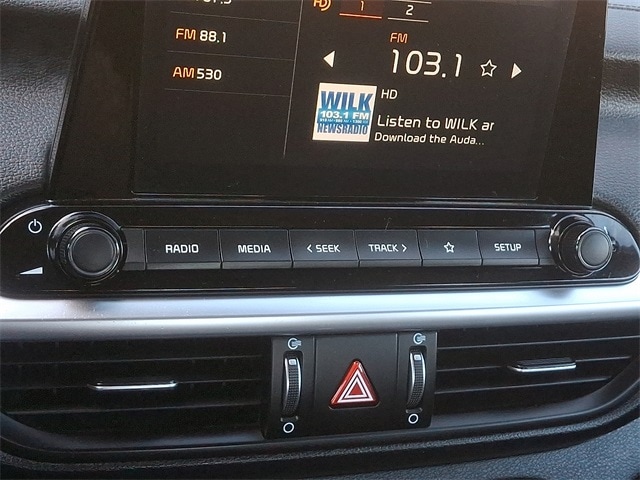 HD 1 2
FM 88.1
AM 530
FM
103.1
HD
WILK
103.1 FM
NEWSRADIO
Listen to WILK ar
Download the Auda...
RADIO MEDIA < SEEK TRACK > SETUP